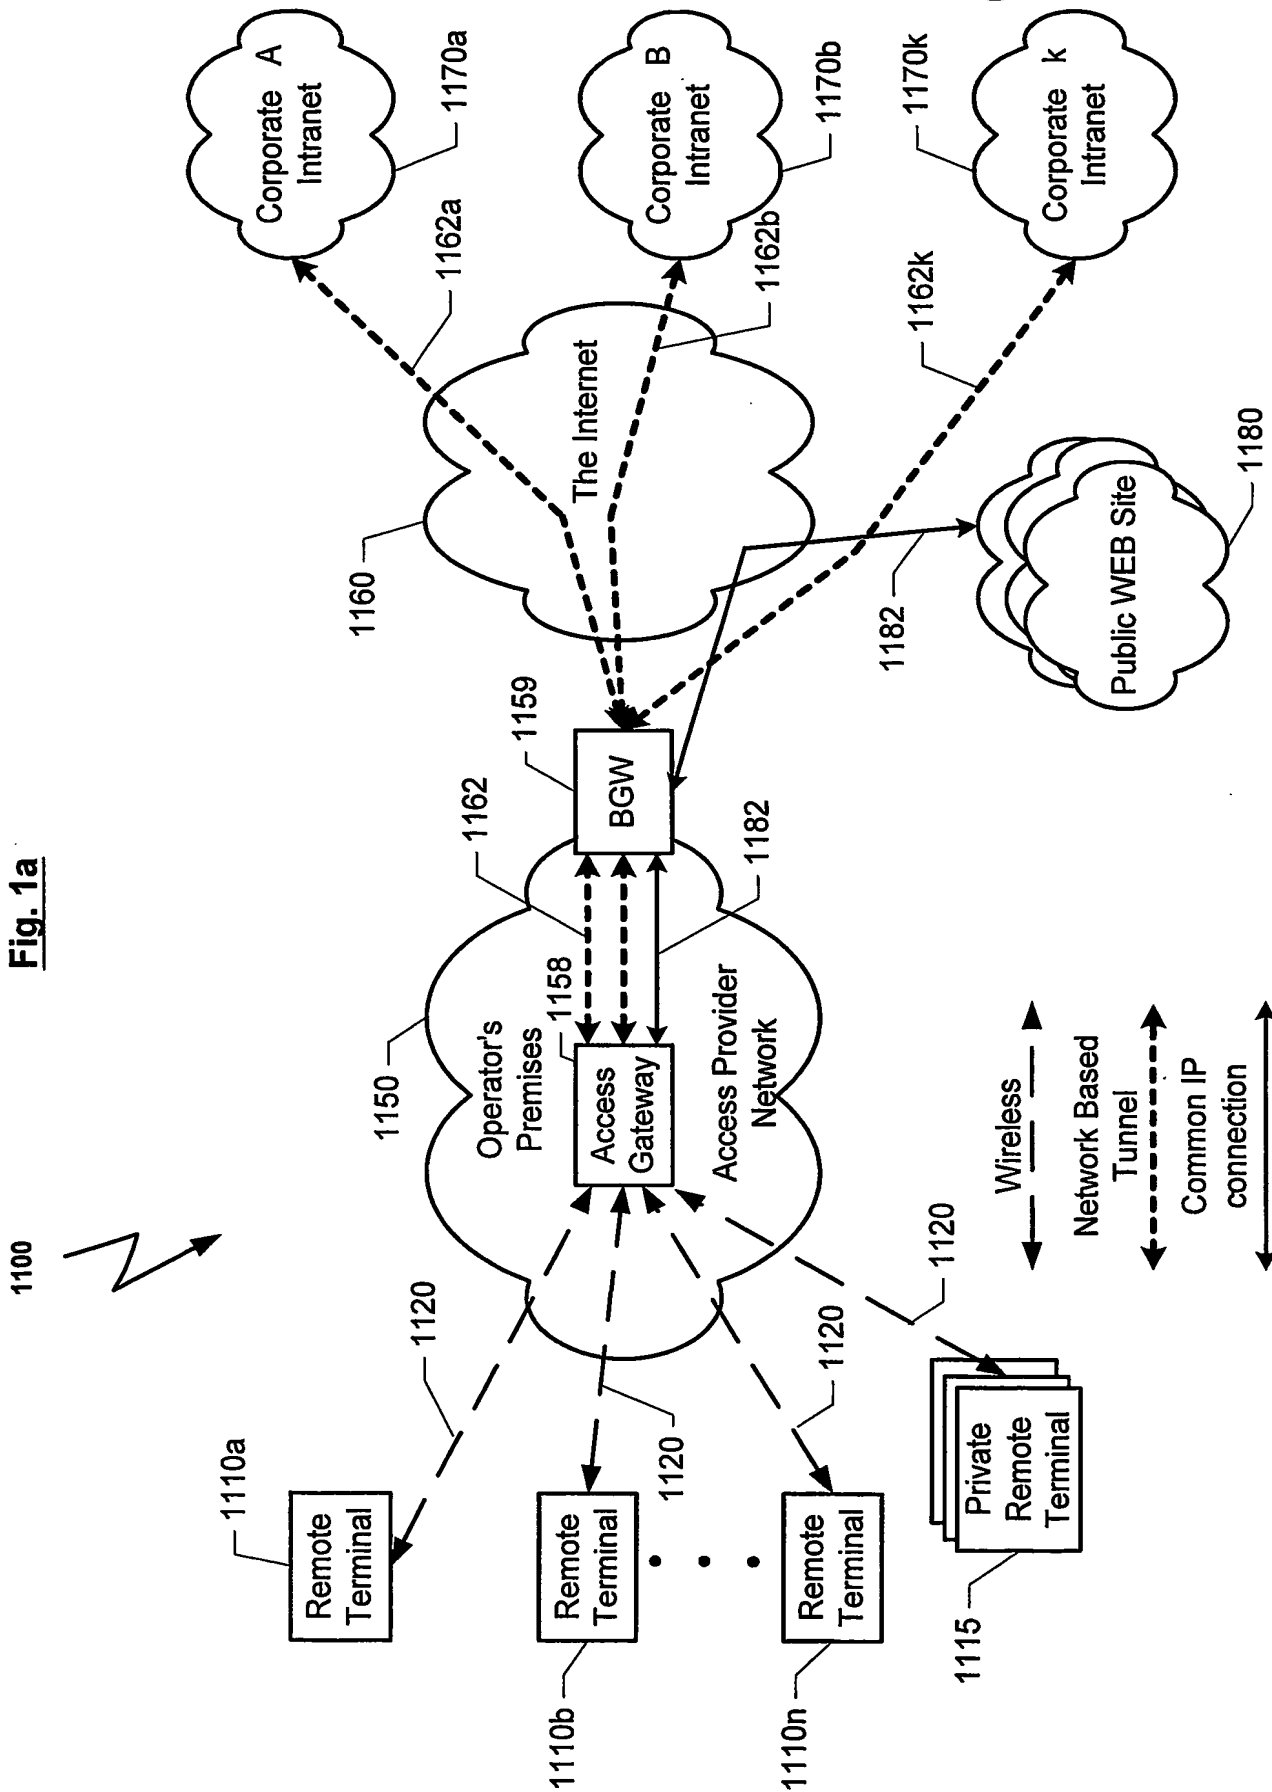 Fig. 1a
1100
1110a
Remote
Terminal
1120
1110b
Remote
Terminal
1120
1110n
Remote
Terminal
1120
1115
Private
Remote
Terminal
1120
1150
Operator's
Premises
1158
Access
Gateway
Access Provider
Network
1162
1182
1159
BGW
1160
The Internet
1162a
Corporate A
Intranet
1170a
1162b
Corporate B
Intranet
1170b
1162k
Corporate k
Intranet
1170k
1182
Public WEB Site
1180
Wireless
Network Based
Tunnel
Common IP
connection